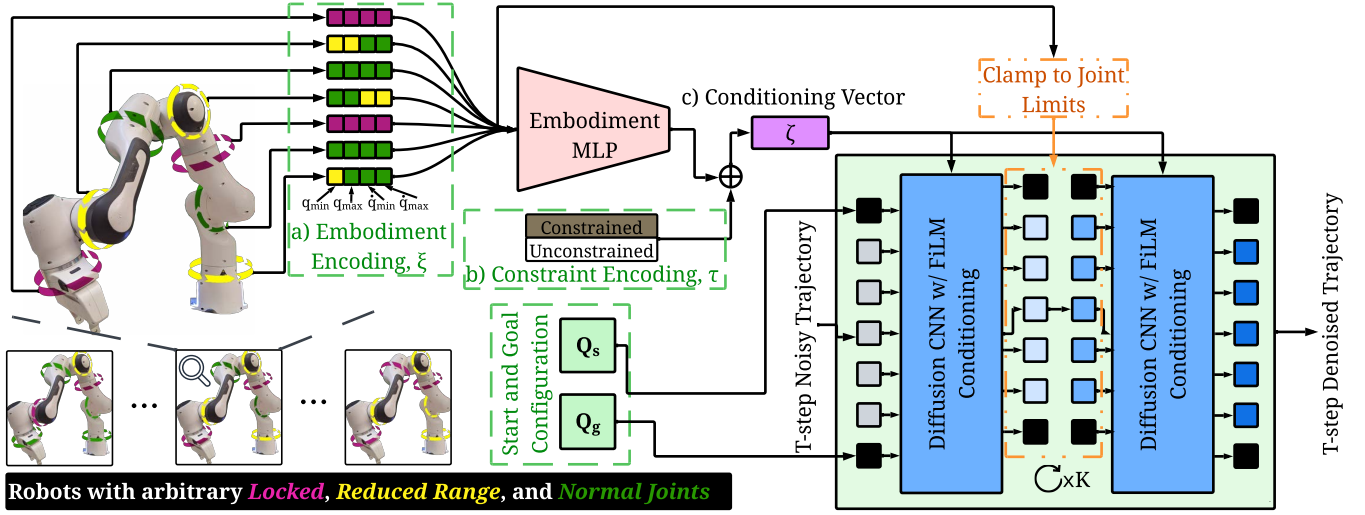 q_min q_max q̇_min q̇_max
a) Embodiment
Encoding, ξ
Embodiment
MLP
c) Conditioning Vector
ζ
Clamp to Joint
Limits
Constrained
Unconstrained
b) Constraint Encoding, τ
Start and Goal
Configuration
Q_s
Q_g
T-step Noisy Trajectory
Diffusion CNN w/ FiLM
Conditioning
xK
Diffusion CNN w/ FiLM
Conditioning
T-step Denoised Trajectory
...
...
Robots with arbitrary Locked, Reduced Range, and Normal Joints